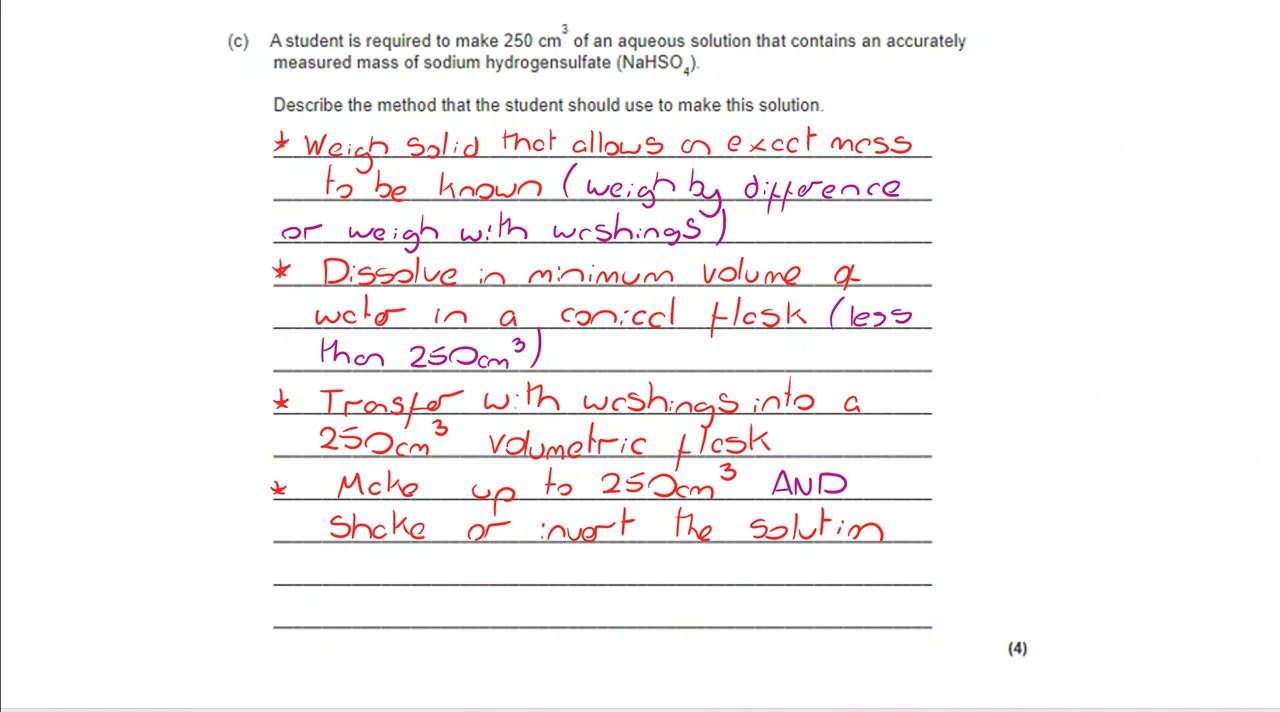 (c) A student is required to make 250 cm³ of an aqueous solution that contains an accurately
measured mass of sodium hydrogensulfate (NaHSO₄).
Describe the method that the student should use to make this solution.
* Weigh solid that allows an exact mass
to be known (weigh by difference
or weigh with washings)
* Dissolve in minimum volume of
water in a conical flask (less
than 250cm³)
* Transfer with washings into a
250cm³ volumetric flask
* Make up to 250cm³ AND
shake or invert the solution
(4)